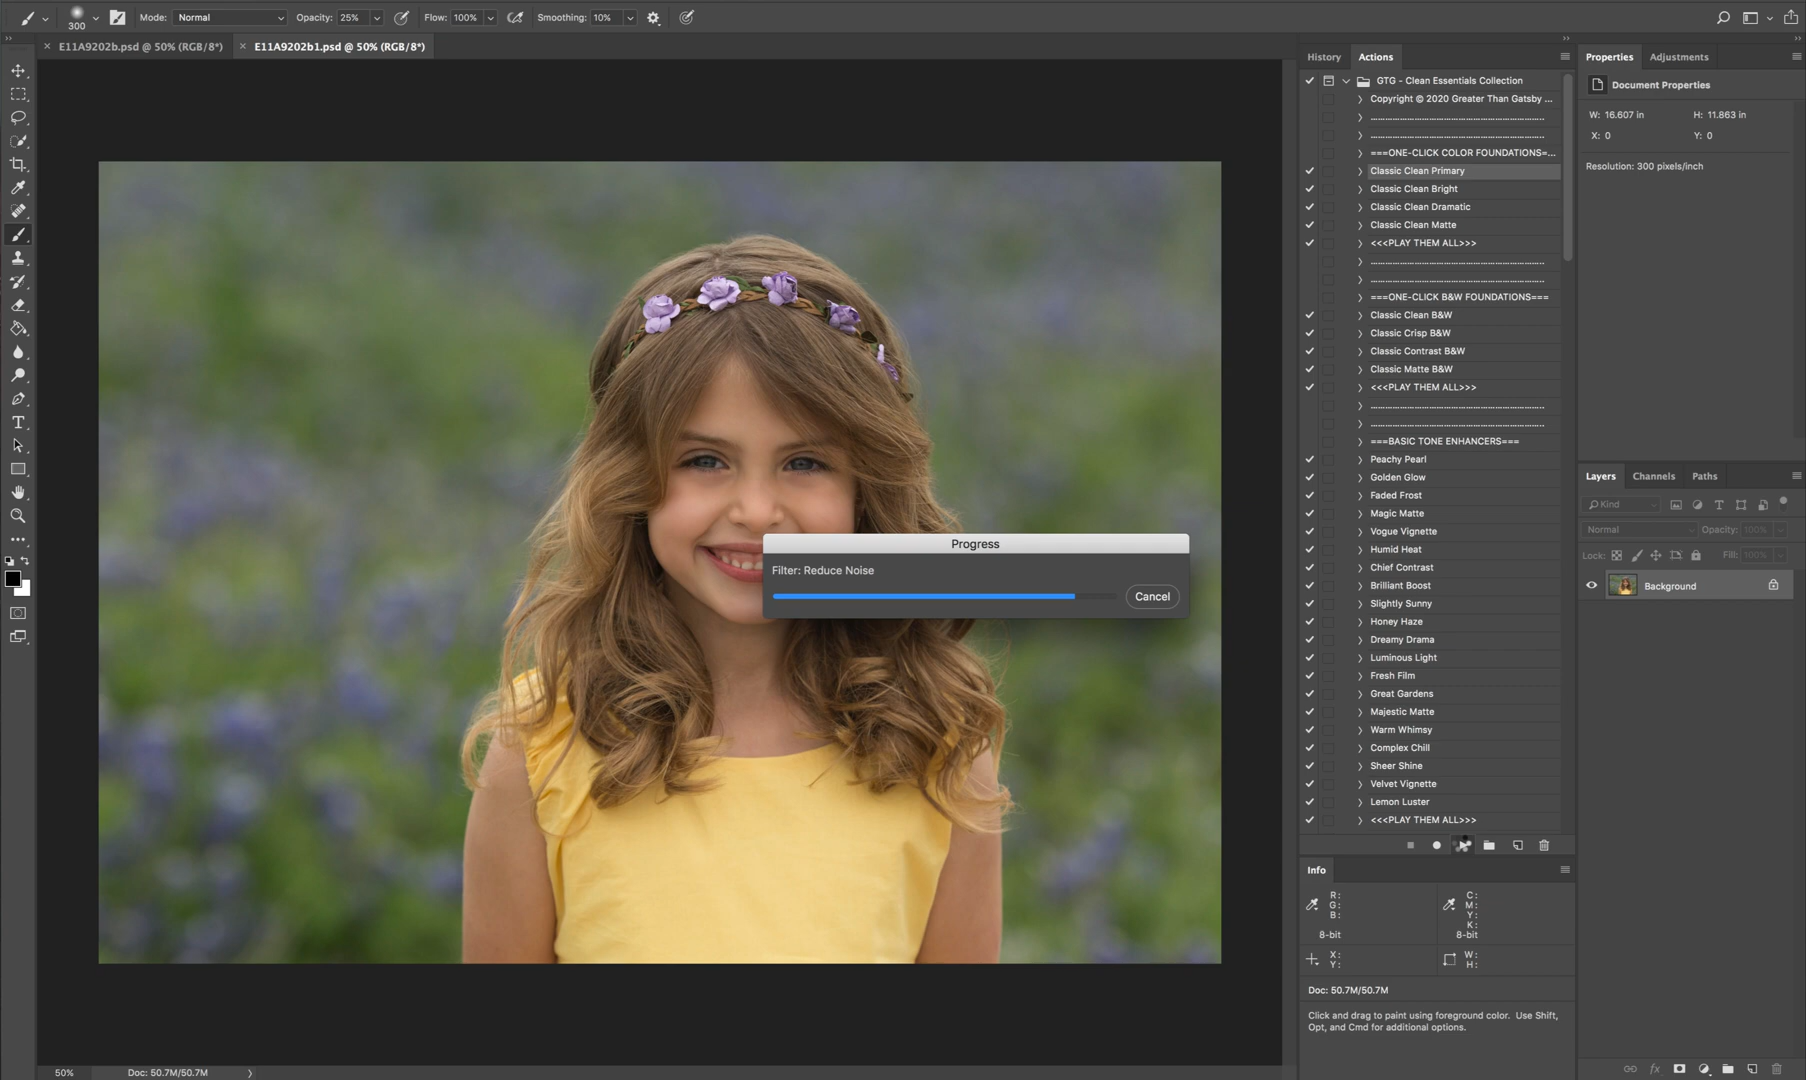 300
Mode: Normal
Opacity: 25%
Flow: 100%
Smoothing: 10%
E11A9202b.psd @ 50% (RGB/8*)
E11A9202b1.psd @ 50% (RGB/8*)
History
Actions
GTG - Clean Essentials Collection
Copyright © 2020 Greater Than Gatsby ...
===ONE-CLICK COLOR FOUNDATIONS=...
Classic Clean Primary
Classic Clean Bright
Classic Clean Dramatic
Classic Clean Matte
<<<PLAY THEM ALL>>>
===ONE-CLICK B&W FOUNDATIONS===
Classic Clean B&W
Classic Crisp B&W
Classic Contrast B&W
Classic Matte B&W
<<<PLAY THEM ALL>>>
===BASIC TONE ENHANCERS===
Peachy Pearl
Golden Glow
Faded Frost
Magic Matte
Vogue Vignette
Humid Heat
Chief Contrast
Brilliant Boost
Slightly Sunny
Honey Haze
Dreamy Drama
Luminous Light
Fresh Film
Great Gardens
Majestic Matte
Warm Whimsy
Complex Chill
Sheer Shine
Velvet Vignette
Lemon Luster
<<<PLAY THEM ALL>>>
Progress
Filter: Reduce Noise
Cancel
Info
R:
G:
B:
8-bit
C:
M:
Y:
K:
8-bit
X:
Y:
W:
H:
Doc: 50.7M/50.7M
Click and drag to paint using foreground color. Use Shift,
Opt, and Cmd for additional options.
Properties
Adjustments
Document Properties
W: 16.607 in
H: 11.863 in
X: 0
Y: 0
Resolution: 300 pixels/inch
Layers
Channels
Paths
Kind
Normal
Opacity: 100%
Lock:
Fill: 100%
Background
fx
50%
Doc: 50.7M/50.7M